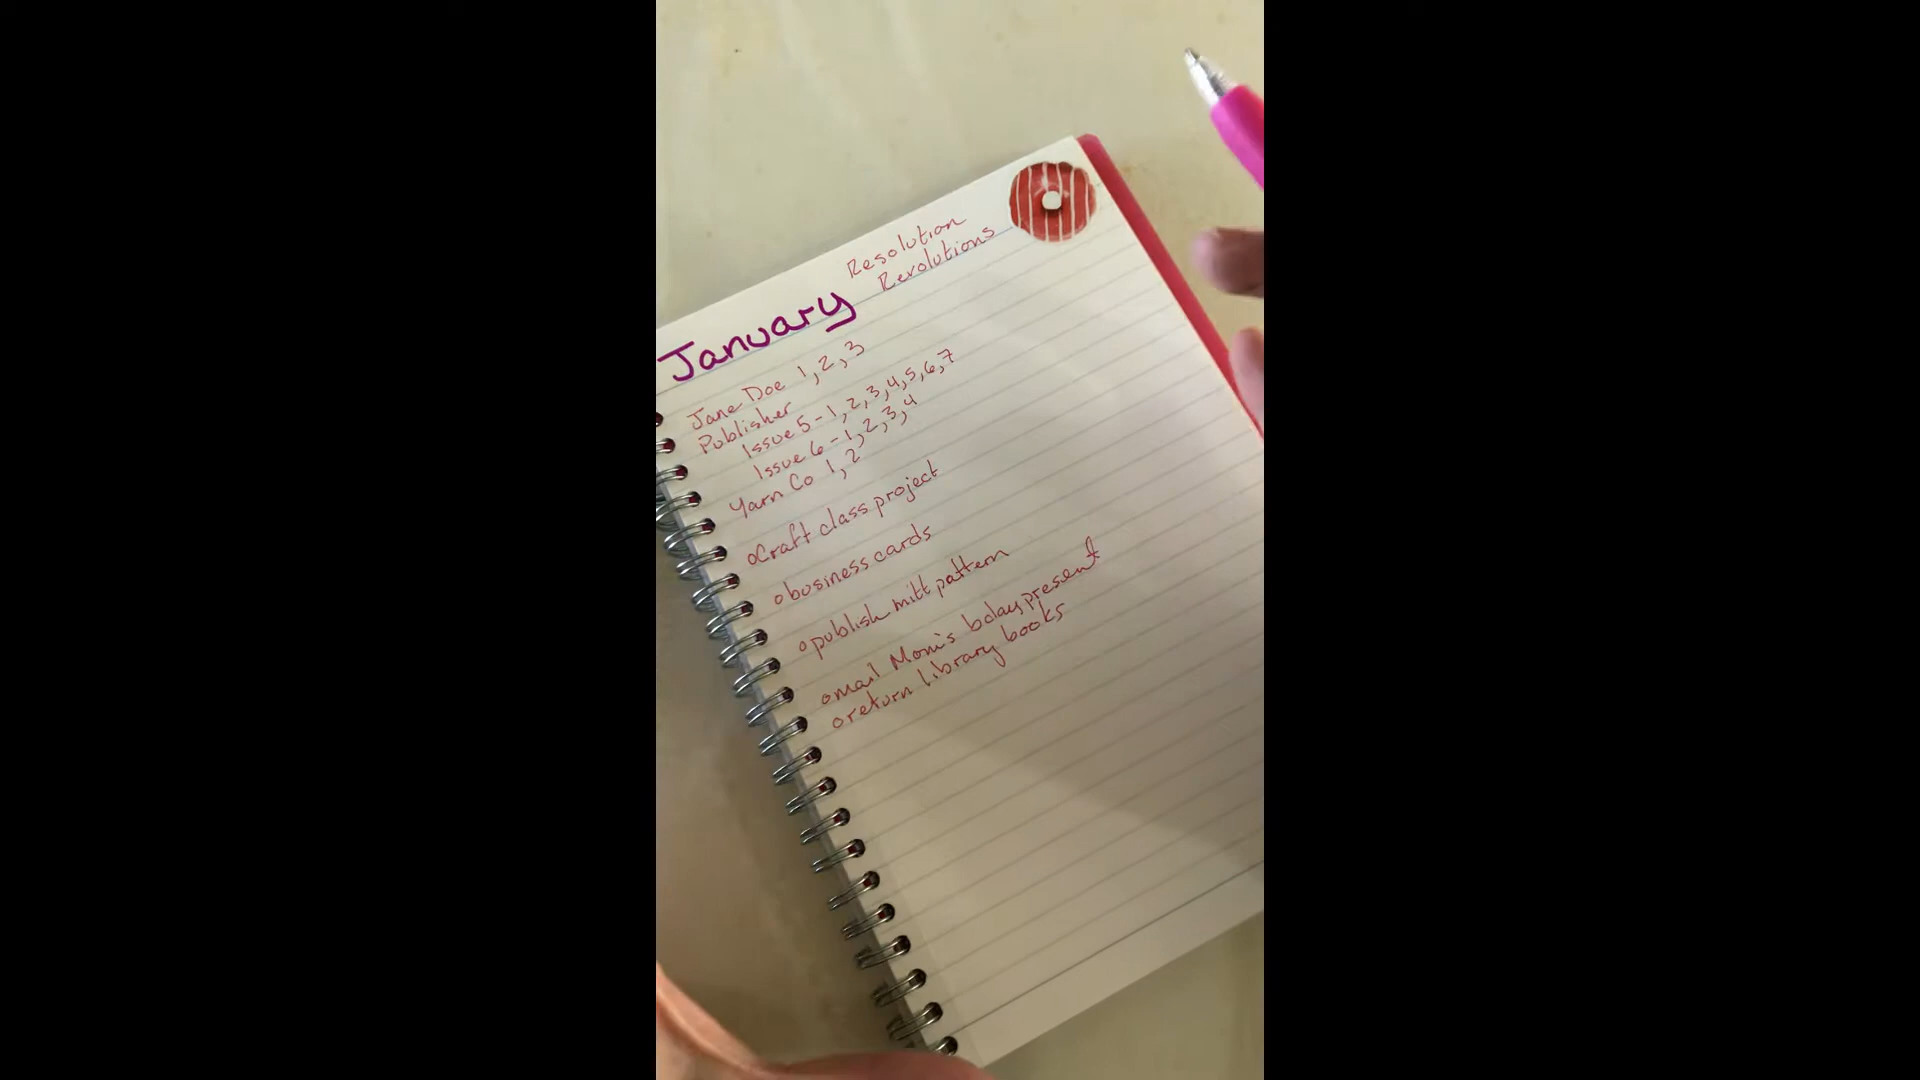 Resolution
Revolutions
January
Jane Doe 1, 2, 3
Publisher
Issue 5 - 1, 2, 3, 4, 5, 6, 7
Issue 6 - 1, 2, 3, 4
Yarn Co 1, 2
o Craft class project
o business cards
o publish mitt pattern
o mail Mom's bday present
o return library books